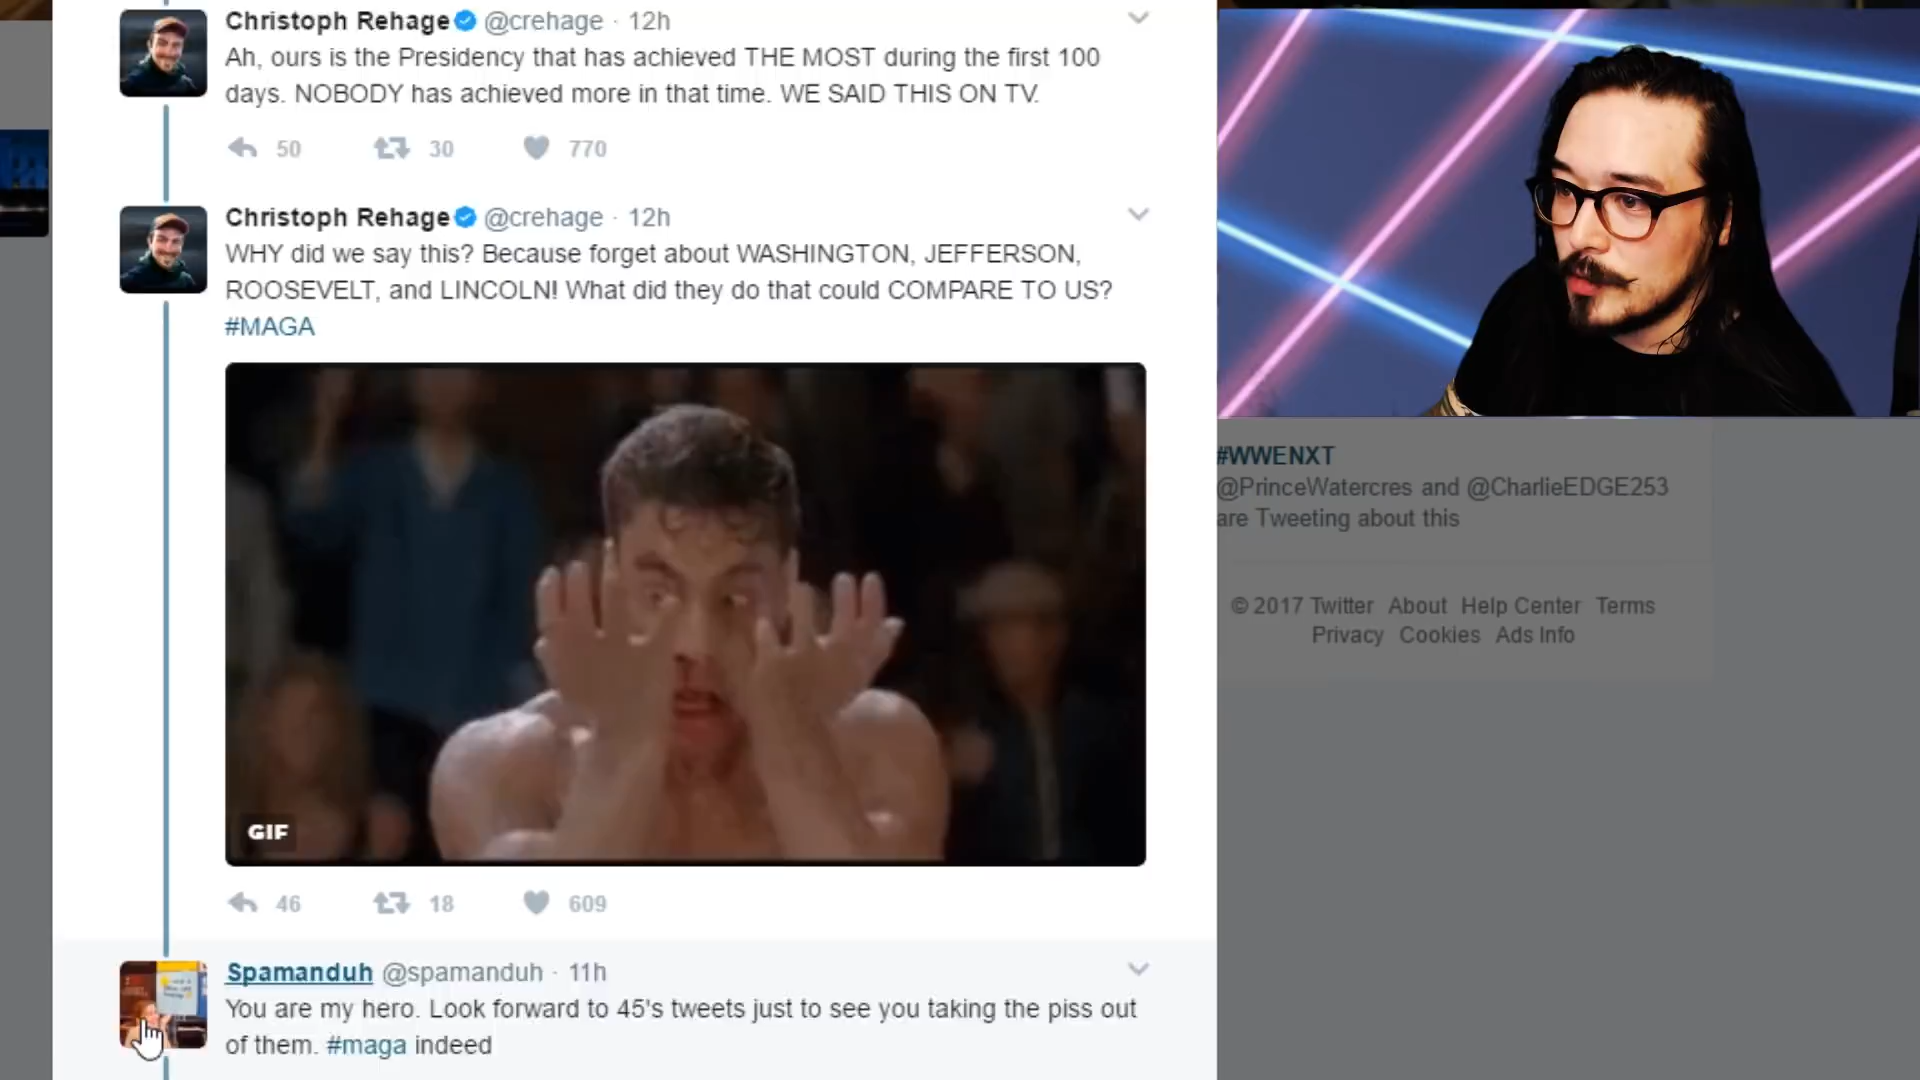 Christoph Rehage @crehage · 12h
Ah, ours is the Presidency that has achieved THE MOST during the first 100
days. NOBODY has achieved more in that time. WE SAID THIS ON TV.
50 30 770
Christoph Rehage @crehage · 12h
WHY did we say this? Because forget about WASHINGTON, JEFFERSON,
ROOSEVELT, and LINCOLN! What did they do that could COMPARE TO US?
#MAGA
GIF
46 18 609
Spamanduh @spamanduh · 11h
You are my hero. Look forward to 45's tweets just to see you taking the piss out
of them. #maga indeed
#WWENXT
@PrinceWatercres and @CharlieEDGE253
are Tweeting about this
© 2017 Twitter About Help Center Terms
Privacy Cookies Ads Info